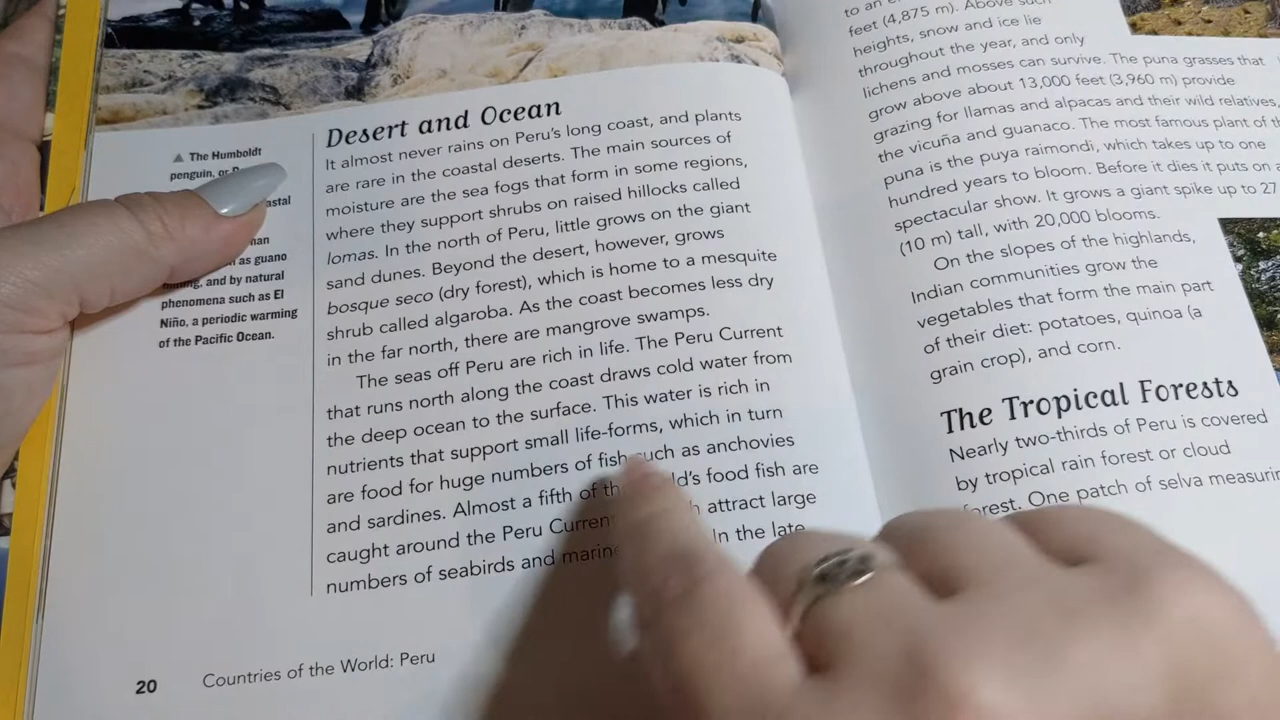 ▲ The Humboldt
penguin, or
as guano
and by natural
phenomena such as El
Niño, a periodic warming
of the Pacific Ocean.
Desert and Ocean
It almost never rains on Peru's long coast, and plants
are rare in the coastal deserts. The main sources of
moisture are the sea fogs that form in some regions,
where they support shrubs on raised hillocks called
lomas. In the north of Peru, little grows on the giant
sand dunes. Beyond the desert, however, grows
bosque seco (dry forest), which is home to a mesquite
shrub called algaroba. As the coast becomes less dry
in the far north, there are mangrove swamps.
The seas off Peru are rich in life. The Peru Current
that runs north along the coast draws cold water from
the deep ocean to the surface. This water is rich in
nutrients that support small life-forms, which in turn
are food for huge numbers of fish such as anchovies
and sardines. Almost a fifth of food fish are
caught around the Peru attract large
numbers of seabirds and In the late
20 Countries of the World: Peru
to an
feet (4,875 m). Above such
heights, snow and ice lie
throughout the year, and only
lichens and mosses can survive. The puna grasses that
grow above about 13,000 feet (3,960 m) provide
grazing for llamas and alpacas and their wild relatives,
the vicuña and guanaco. The most famous plant of
puna is the puya raimondi, which takes up to one
hundred years to bloom. Before it dies it puts on a
spectacular show. It grows a giant spike up to 27
(10 m) tall, with 20,000 blooms.
On the slopes of the highlands,
Indian communities grow the
vegetables that form the main part
of their diet: potatoes, quinoa (a
grain crop), and corn.
The Tropical Forests
Nearly two-thirds of Peru is covered
by tropical rain forest or cloud
forest. One patch of selva